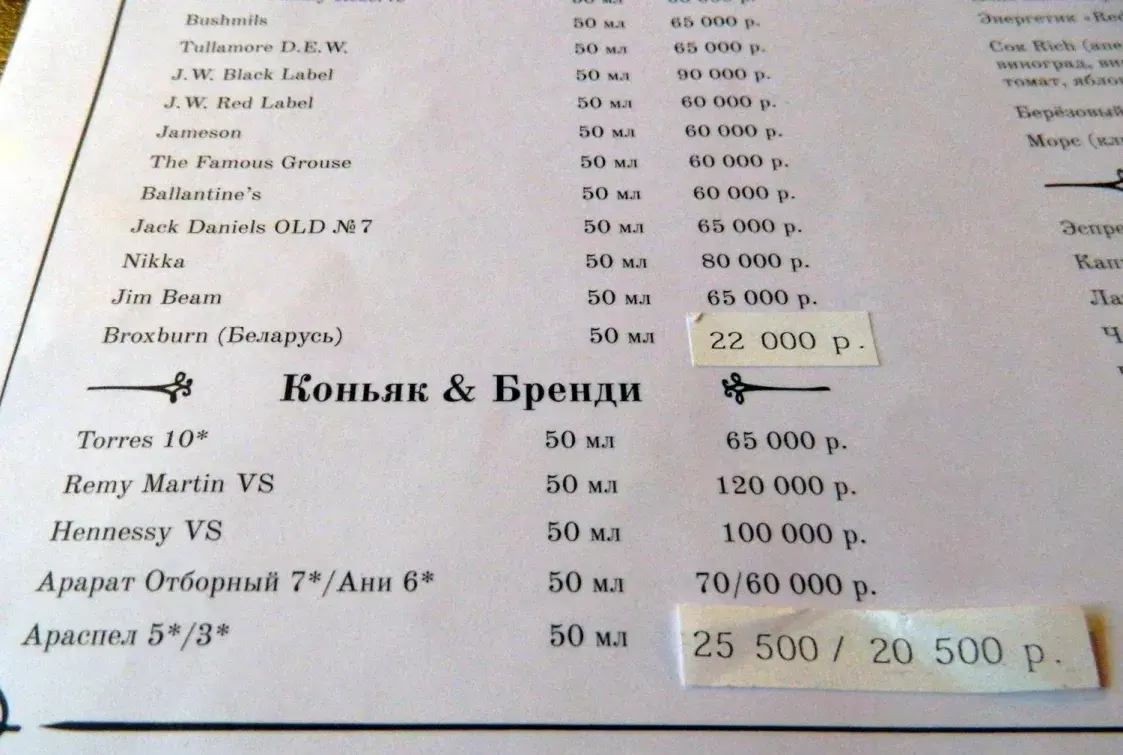 Bushmils 50 мл 65 000 р.
Tullamore D.E.W. 50 мл 65 000 р.
J.W. Black Label 50 мл 90 000 р.
J.W. Red Label 50 мл 60 000 р.
Jameson 50 мл 60 000 р.
The Famous Grouse 50 мл 60 000 р.
Ballantine's 50 мл 60 000 р.
Jack Daniels OLD №7 50 мл 65 000 р.
Nikka 50 мл 80 000 р.
Jim Beam 50 мл 65 000 р.
Broxburn (Беларусь) 50 мл 22 000 р.
Коньяк & Бренди
Torres 10* 50 мл 65 000 р.
Remy Martin VS 50 мл 120 000 р.
Hennessy VS 50 мл 100 000 р.
Арарат Отборный 7*/Ани 6* 50 мл 70/60 000 р.
Араспел 5*/3* 50 мл 25 500 / 20 500 р.
Энергетик
Сок Rich
виноград,
томат,
Берёзовый
Морс